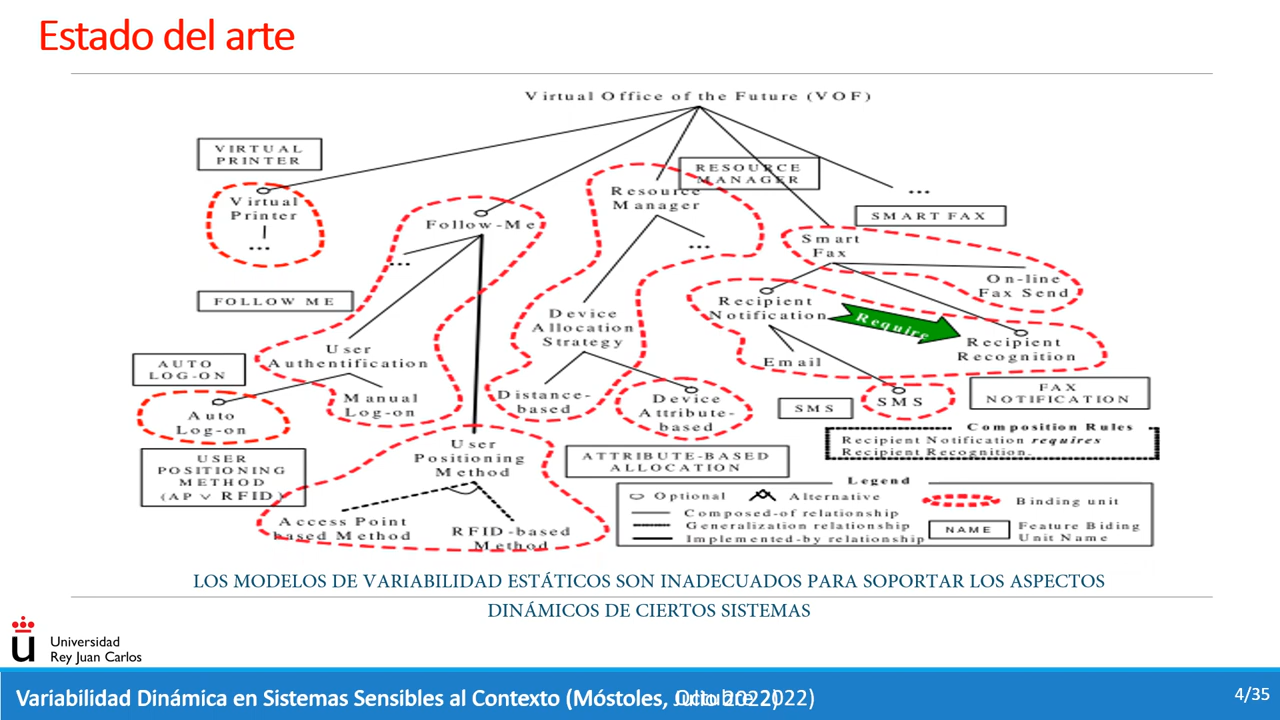 Estado del arte
Virtual Office of the Future (VOF)
VIRTUAL
PRINTER
RESOURCE
MANAGER
Virtual
Printer
...
Follow-Me
...
Resource
Manager
...
...
SMART FAX
Smart
Fax
On-line
Fax Send
FOLLOW ME
Recipient
Notification
Require
Recipient
Recognition
Device
Allocation
Strategy
User
Authentification
Email
AUTO
LOG-ON
Auto
Log-on
Manual
Log-on
Distance-
based
Device
Attribute-
based
SMS
SMS
FAX
NOTIFICATION
Composition Rules
Recipient Notification requires
Recipient Recognition.
USER
POSITIONING
METHOD
(AP ∨ RFID)
User
Positioning
Method
ATTRIBUTE-BASED
ALLOCATION
Access Point
based Method
RFID-based
Method
Legend
Optional
Alternative
Binding unit
Composed-of relationship
Generalization relationship
Implemented-by relationship
NAME
Feature Biding
Unit Name
LOS MODELOS DE VARIABILIDAD ESTÁTICOS SON INADECUADOS PARA SOPORTAR LOS ASPECTOS
DINÁMICOS DE CIERTOS SISTEMAS
Universidad
Rey Juan Carlos
Variabilidad Dinámica en Sistemas Sensibles al Contexto (Móstoles, 2022)
4/35